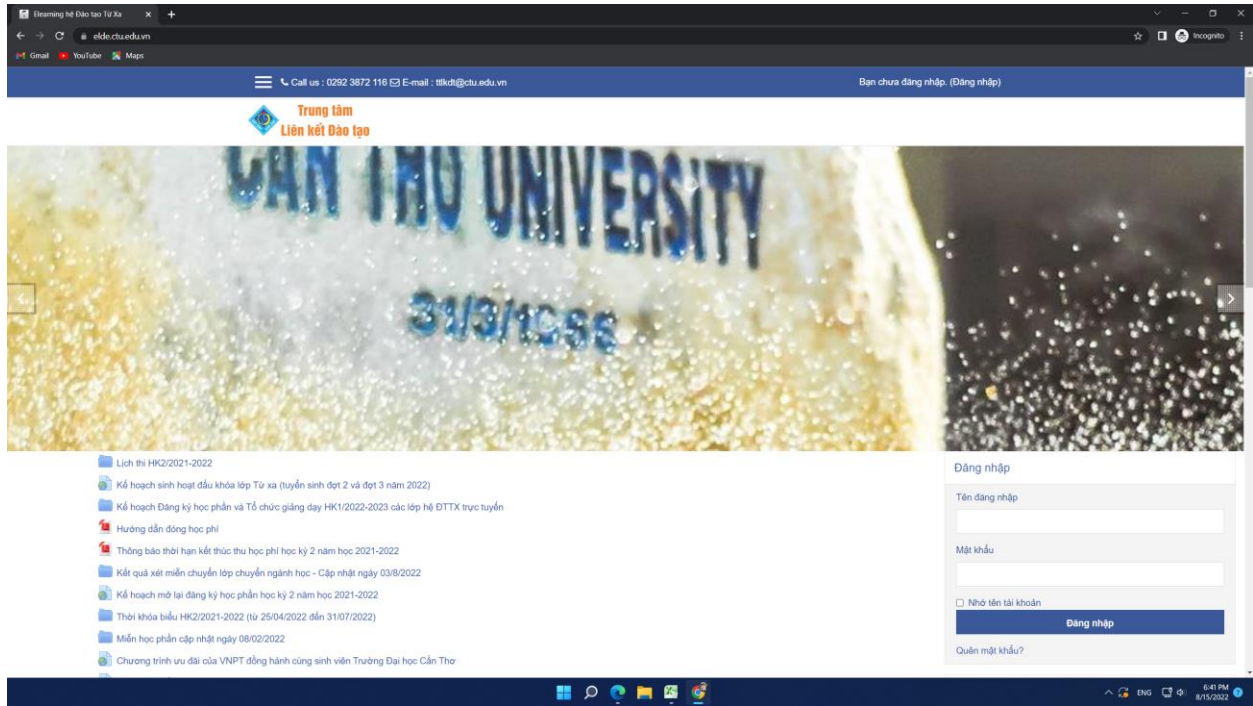 Elearning hệ Đào tạo Từ Xa
elde.ctu.edu.vn
Incognito
Gmail YouTube Maps
Call us : 0292 3872 116 E-mail : ttlkdt@ctu.edu.vn
Bạn chưa đăng nhập. (Đăng nhập)
Trung tâm
Liên kết Đào tạo
CAN THO UNIVERSITY
31/3/1966
Lịch thi HK2/2021-2022
Kế hoạch sinh hoạt đầu khóa lớp Từ xa (tuyển sinh đợt 2 và đợt 3 năm 2022)
Kế hoạch Đăng ký học phần và Tổ chức giảng dạy HK1/2022-2023 các lớp hệ ĐTTX trực tuyến
Hướng dẫn đóng học phí
Thông báo thời hạn kết thúc thu học phí học kỳ 2 năm học 2021-2022
Kết quả xét miễn chuyển lớp chuyển ngành học - Cập nhật ngày 03/8/2022
Kế hoạch mở lại đăng ký học phần học kỳ 2 năm học 2021-2022
Thời khóa biểu HK2/2021-2022 (từ 25/04/2022 đến 31/07/2022)
Miễn học phần cập nhật ngày 08/02/2022
Chương trình ưu đãi của VNPT đồng hành cùng sinh viên Trường Đại học Cần Thơ
Đăng nhập
Tên đăng nhập
Mật khẩu
Nhớ tên tài khoản
Đăng nhập
Quên mật khẩu?
ENG
6:41 PM
8/15/2022